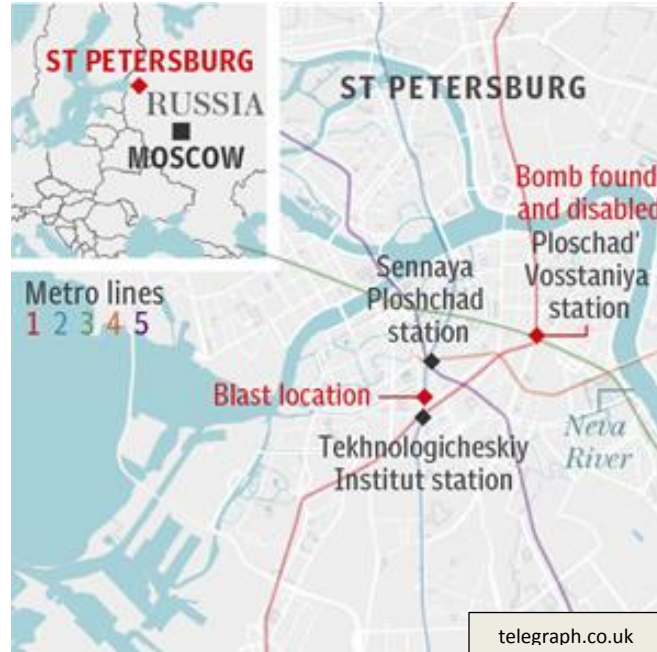 ST PETERSBURG
RUSSIA
MOSCOW
ST PETERSBURG
Bomb found
and disabled
Ploschad'
Vosstaniya
station
Sennaya
Ploshchad
station
Metro lines
1 2 3 4 5
Blast location
Tekhnologicheskiy
Institut station
Neva
River
telegraph.co.uk